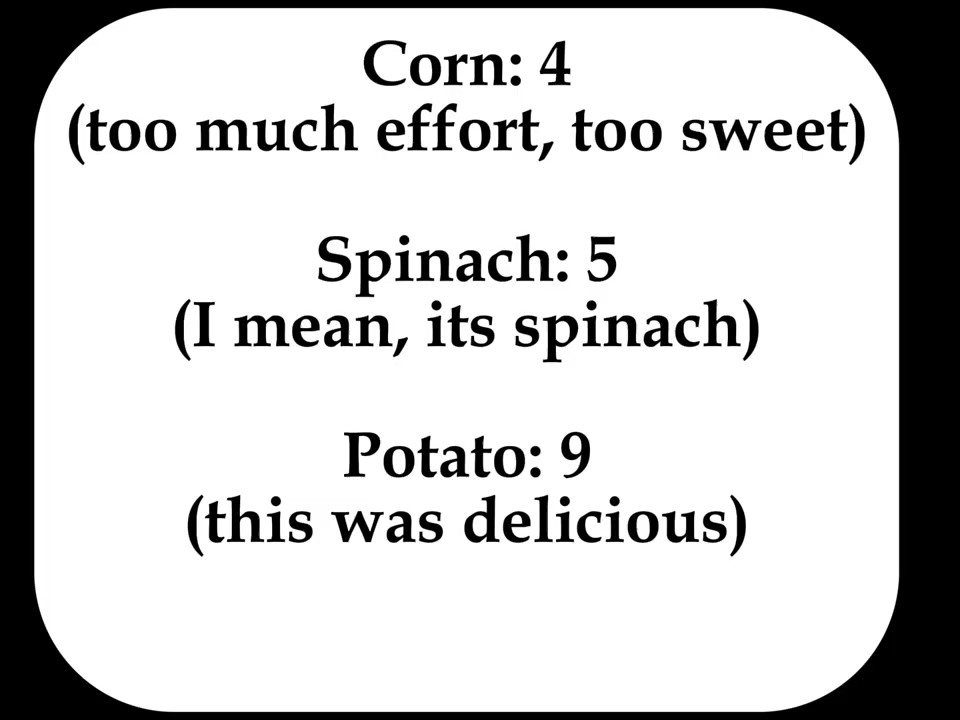 Corn: 4
(too much effort, too sweet)
Spinach: 5
(I mean, its spinach)
Potato: 9
(this was delicious)